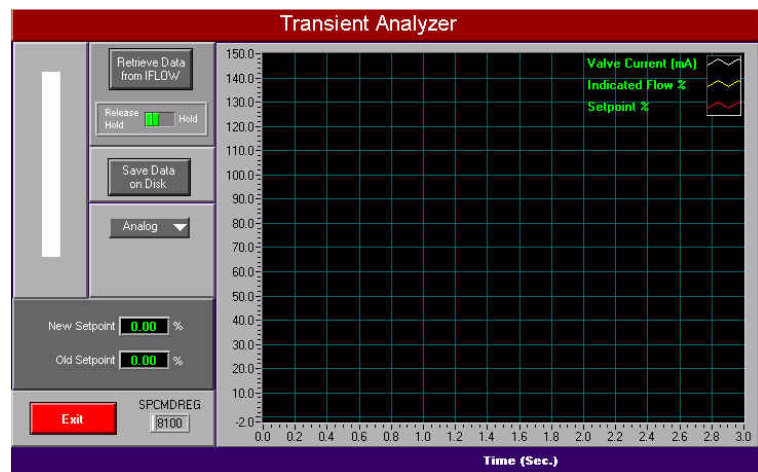 Transient Analyzer
Retrieve Data
from IFLOW
Release
Hold
Hold
Save Data
on Disk
Analog
New Setpoint 0.00 %
Old Setpoint 0.00 %
Exit
SPCMDREG
8100
150.0
140.0
130.0
120.0
110.0
100.0
90.0
80.0
70.0
60.0
50.0
40.0
30.0
20.0
10.0
-2.0
Valve Current (mA)
Indicated Flow %
Setpoint %
0.0 0.2 0.4 0.6 0.8 1.0 1.2 1.4 1.6 1.8 2.0 2.2 2.4 2.6 2.8 3.0
Time (Sec.)